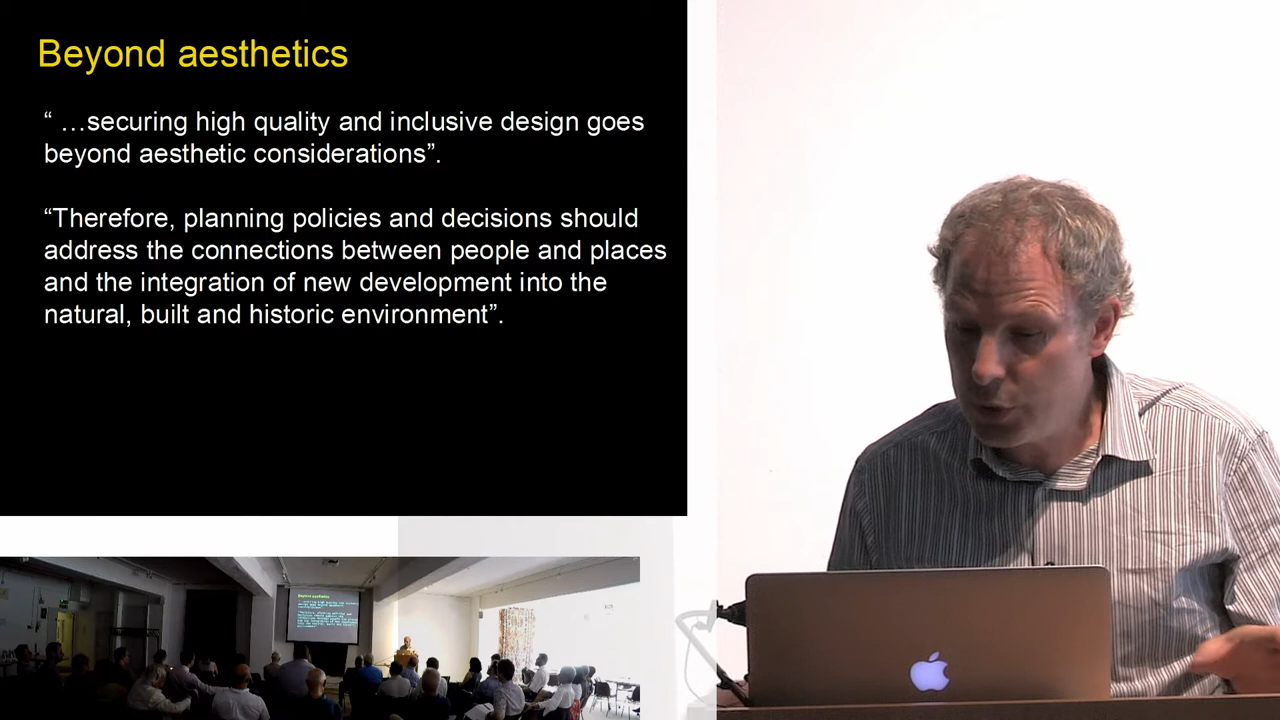 Beyond aesthetics
“ …securing high quality and inclusive design goes
beyond aesthetic considerations”.
“Therefore, planning policies and decisions should
address the connections between people and places
and the integration of new development into the
natural, built and historic environment”.
Beyond aesthetics